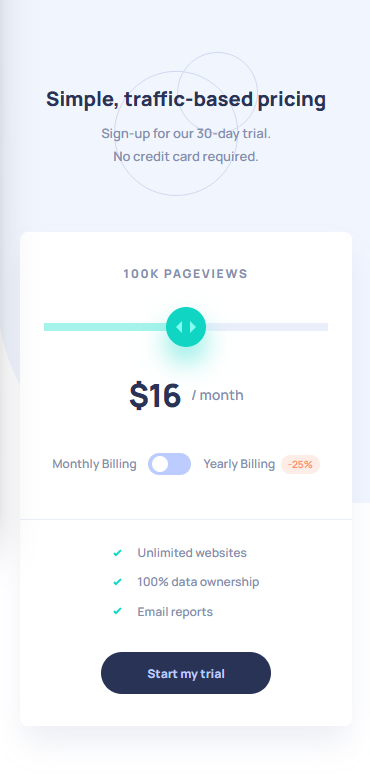 Simple, traffic-based pricing
Sign-up for our 30-day trial.
No credit card required.
100K PAGEVIEWS
$16 / month
Monthly Billing Yearly Billing -25%
Unlimited websites
100% data ownership
Email reports
Start my trial